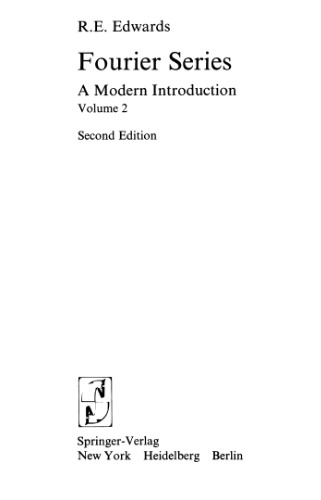 R.E. Edwards
Fourier Series
A Modern Introduction
Volume 2
Second Edition
Springer-Verlag
New York Heidelberg Berlin